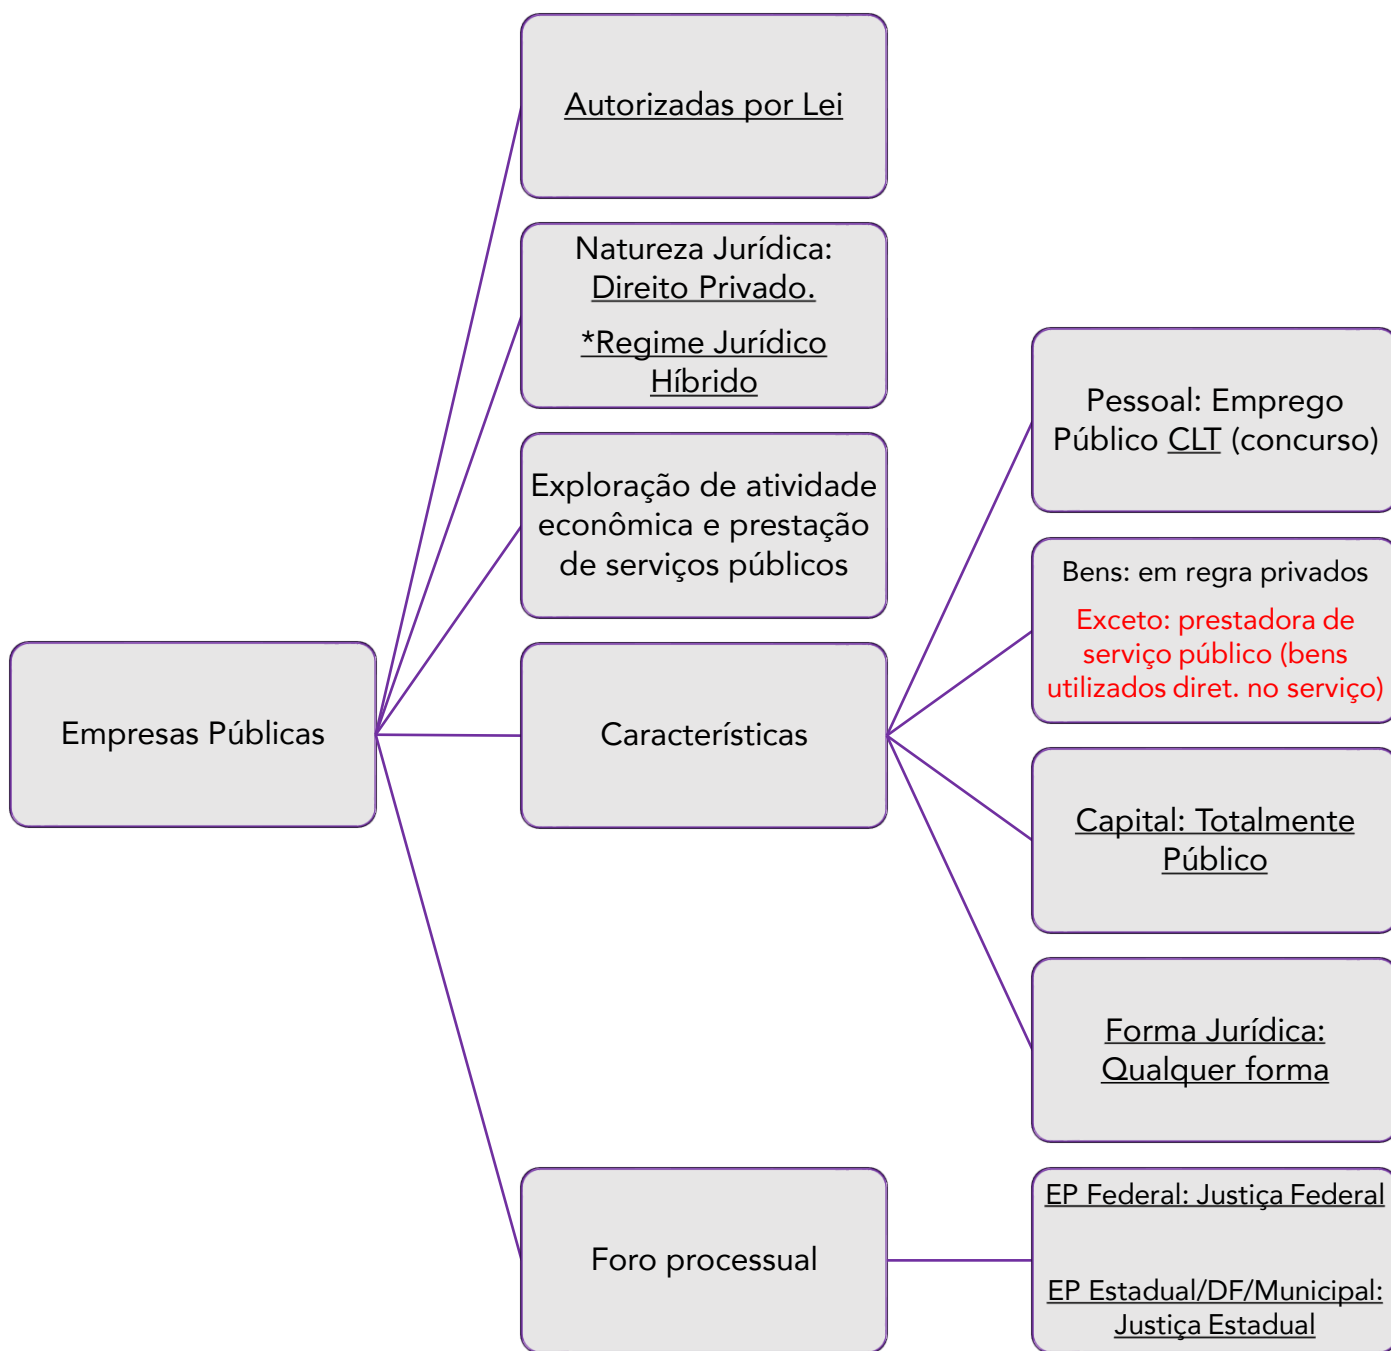 Autorizadas por Lei
Natureza Jurídica:
Direito Privado.
*Regime Jurídico
Híbrido
Exploração de atividade
econômica e prestação
de serviços públicos
Empresas Públicas
Características
Pessoal: Emprego
Público CLT (concurso)
Bens: em regra privados
Exceto: prestadora de
serviço público (bens
utilizados diret. no serviço)
Capital: Totalmente
Público
Forma Jurídica:
Qualquer forma
Foro processual
EP Federal: Justiça Federal
EP Estadual/DF/Municipal:
Justiça Estadual